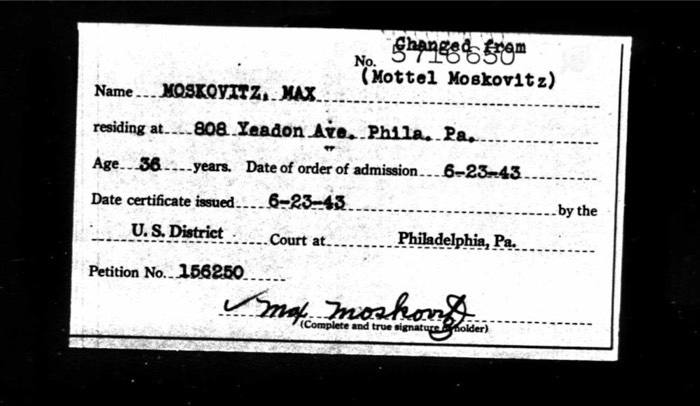 Changed from
No. 5716650
(Mottel Moskovitz)
Name MOSKOVITZ, MAX
residing at 808 Yeadon Ave. Phila. Pa.
Age 36 years. Date of order of admission 6-23-43
Date certificate issued 6-23-43 by the
U. S. District Court at Philadelphia, Pa.
Petition No. 156250
Max Moskovitz
(Complete and true signature of holder)